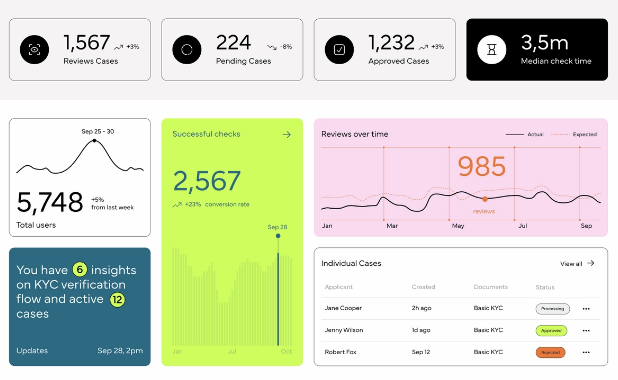 1,567
+3%
Reviews Cases
224
-8%
Pending Cases
1,232
+3%
Approved Cases
3,5m
Median check time
Sep 25 - 30
5,748
+5%
from last week
Total users
You have 6 insights
on KYC verification
flow and active 12
cases
Updates
Sep 28, 2pm
Successful checks
2,567
+23% conversion rate
Sep 28
Jan Jul Oct
Reviews over time
Actual Expected
985
reviews
Jan Mar May Jul Sep
Individual Cases
View all
Applicant Created Documents Status
Jane Cooper 2h ago Basic KYC Processing
Jenny Wilson 1d ago Basic KYC Approved
Robert Fox Sep 12 Basic KYC Rejected